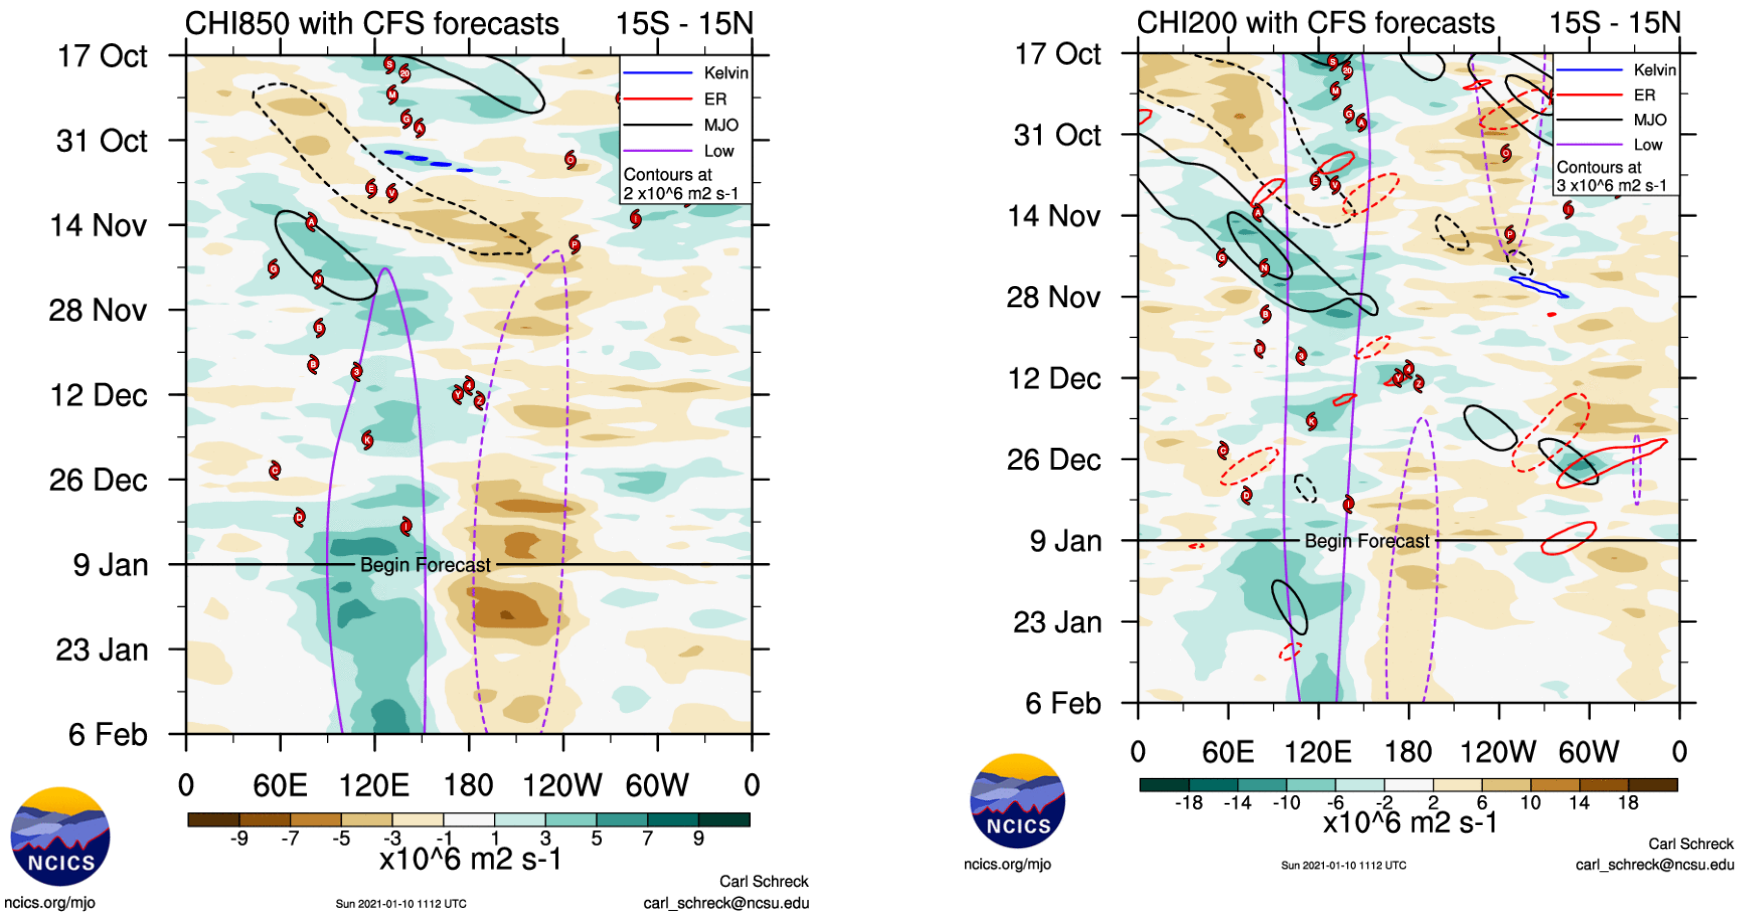 CHI850 with CFS forecasts 15S - 15N
17 Oct
31 Oct
14 Nov
28 Nov
12 Dec
26 Dec
9 Jan
23 Jan
6 Feb
Kelvin
ER
MJO
Low
Contours at
2 x10^6 m2 s-1
S
20
M
G
A
O
E
V
A
I
P
G
N
B
B
3
4
Y
Z
K
C
D
I
Begin Forecast
0 60E 120E 180 120W 60W 0
-9 -7 -5 -3 -1 1 3 5 7 9
x10^6 m2 s-1
NCICS
ncics.org/mjo
Sun 2021-01-10 1112 UTC
Carl Schreck
carl_schreck@ncsu.edu
CHI200 with CFS forecasts 15S - 15N
17 Oct
31 Oct
14 Nov
28 Nov
12 Dec
26 Dec
9 Jan
23 Jan
6 Feb
Kelvin
ER
MJO
Low
Contours at
3 x10^6 m2 s-1
S
20
M
G
A
O
E
V
A
I
P
G
N
B
B
3
4
Y
Z
K
C
D
I
Begin Forecast
0 60E 120E 180 120W 60W 0
-18 -14 -10 -6 -2 2 6 10 14 18
x10^6 m2 s-1
NCICS
ncics.org/mjo
Sun 2021-01-10 1112 UTC
Carl Schreck
carl_schreck@ncsu.edu